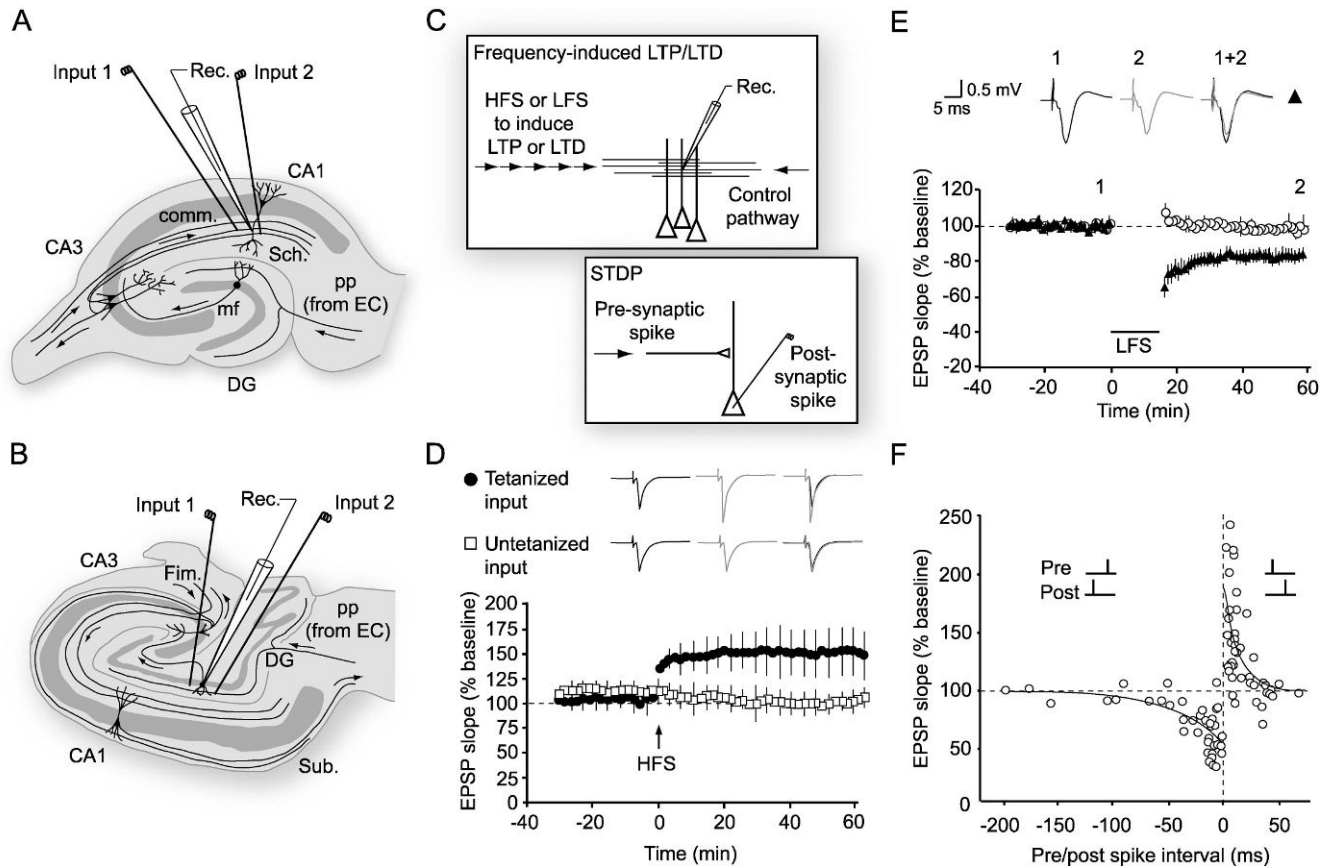 A
Input 1
Rec.
Input 2
CA1
comm.
CA3
Sch.
mf
pp
(from EC)
DG
B
Input 1
Rec.
Input 2
CA3
Fim.
pp
(from EC)
DG
CA1
Sub.
C
Frequency-induced LTP/LTD
HFS or LFS
to induce
LTP or LTD
Rec.
Control
pathway
STDP
Pre-synaptic
spike
Post-
synaptic
spike
D
Tetanized
input
Untetanized
input
EPSP slope (% baseline)
200
175
150
125
100
75
50
25
0
HFS
-40 -20 0 20 40 60
Time (min)
E
1 2 1+2
0.5 mV
5 ms
EPSP slope (% baseline)
120
100
-80
-60
-40
-20
1 2
LFS
-40 -20 0 20 40 60
Time (min)
F
EPSP slope (% baseline)
250
200
150
100
50
0
Pre
Post
-200 -150 -100 -50 0 50
Pre/post spike interval (ms)